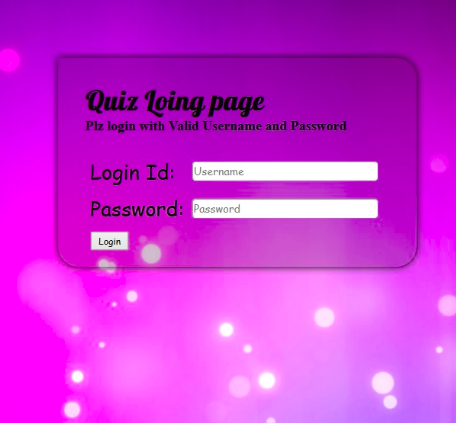 Quiz Loing page
Plz login with Valid Username and Password
Login Id: Username
Password: Password
Login